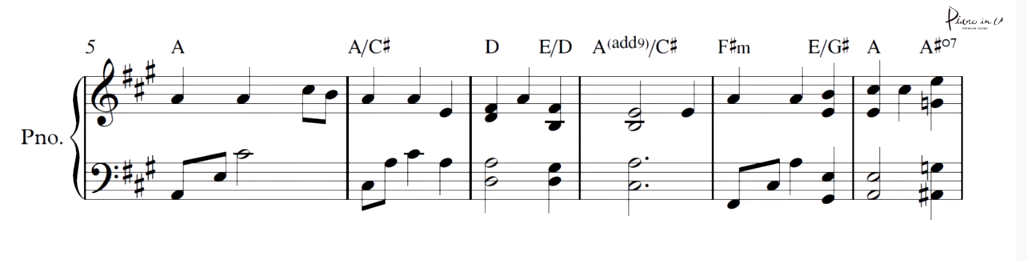 Piano in U
5 A A/C♯ D E/D A(add9)/C♯ F♯m E/G♯ A A♯o7
Pno.